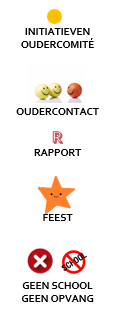 INITIATIEVEN
OUDERCOMITÉ
OUDERCONTACT
R
RAPPORT
FEEST
SCHOOL
GEEN SCHOOL
GEEN OPVANG